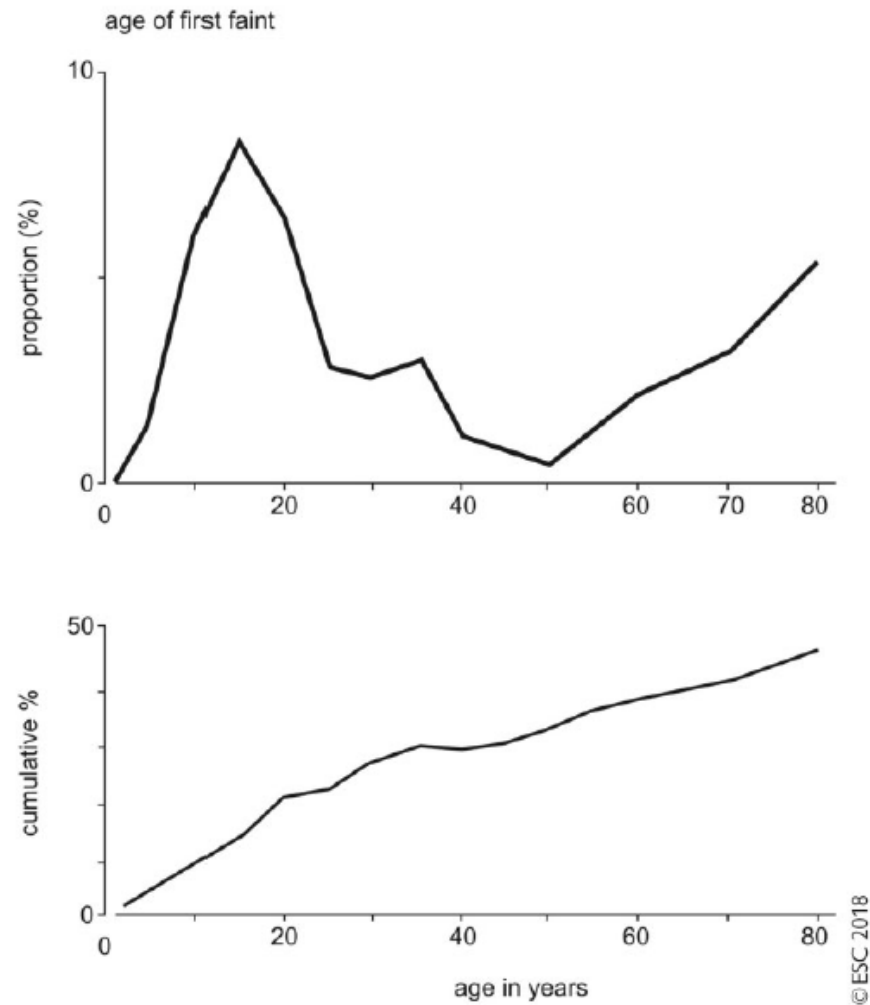 age of first faint
10
proportion (%)
0
0 20 40 60 70 80
50
cumulative %
0
0 20 40 60 80
age in years
© ESC 2018